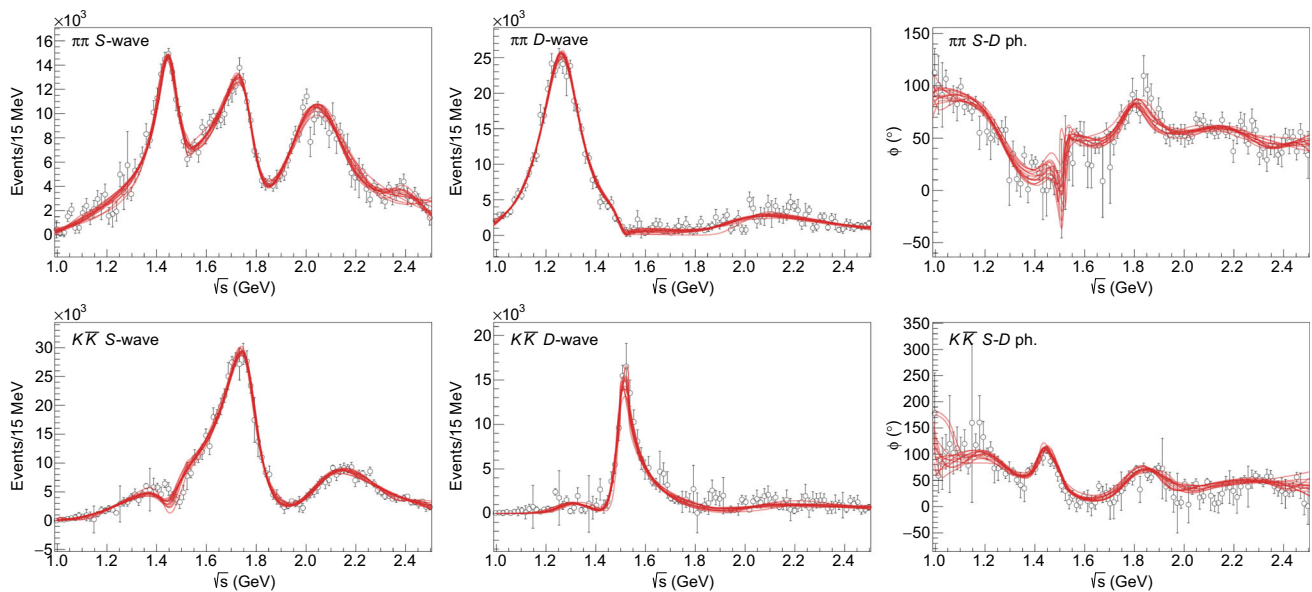 ×10³
ππ S-wave
Events/15 MeV
16
14
12
10
8
6
4
2
0
1.0 1.2 1.4 1.6 1.8 2.0 2.2 2.4
√s (GeV)
×10³
ππ D-wave
Events/15 MeV
25
20
15
10
5
0
1.0 1.2 1.4 1.6 1.8 2.0 2.2 2.4
√s (GeV)
ππ S-D ph.
ϕ (°)
150
100
50
0
−50
1.0 1.2 1.4 1.6 1.8 2.0 2.2 2.4
√s (GeV)
×10³
KK̅ S-wave
Events/15 MeV
30
25
20
15
10
5
0
−5
1.0 1.2 1.4 1.6 1.8 2.0 2.2 2.4
√s (GeV)
×10³
KK̅ D-wave
Events/15 MeV
20
15
10
5
0
1.0 1.2 1.4 1.6 1.8 2.0 2.2 2.4
√s (GeV)
KK̅ S-D ph.
ϕ (°)
350
300
250
200
150
100
50
0
−50
1.0 1.2 1.4 1.6 1.8 2.0 2.2 2.4
√s (GeV)